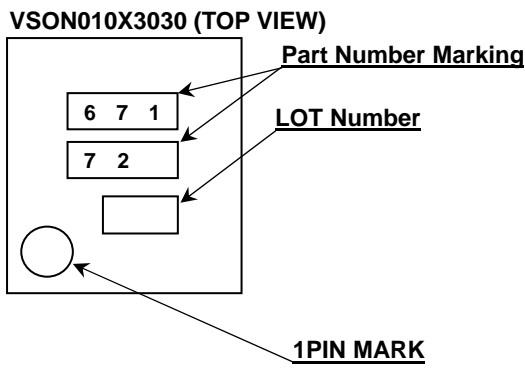 VSON010X3030 (TOP VIEW)
Part Number Marking
6 7 1
LOT Number
7 2
1PIN MARK